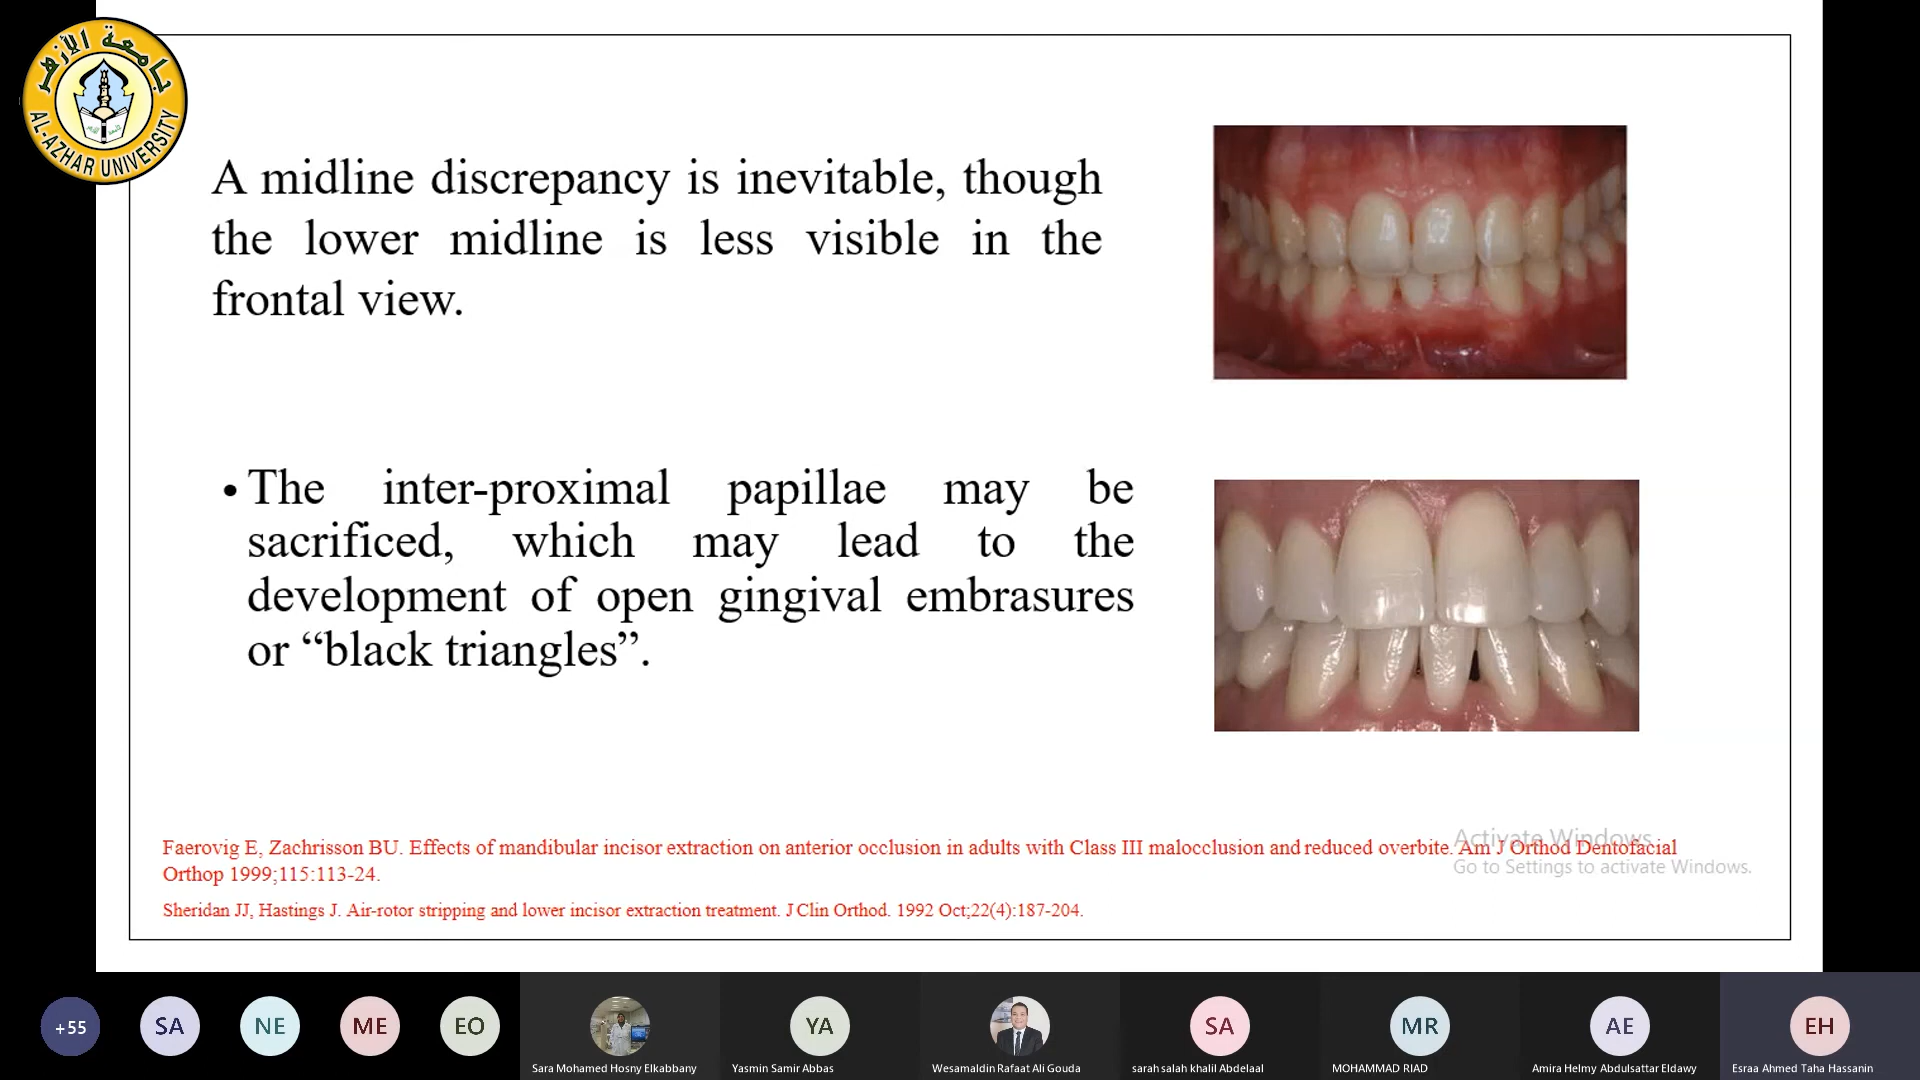 جامعة الأزهر
AL-AZHAR UNIVERSITY
A midline discrepancy is inevitable, though
the lower midline is less visible in the
frontal view.
• The inter-proximal papillae may be
sacrificed, which may lead to the
development of open gingival embrasures
or “black triangles”.
Faerovig E, Zachrisson BU. Effects of mandibular incisor extraction on anterior occlusion in adults with Class III malocclusion and reduced overbite. Am J Orthod Dentofacial
Orthop 1999;115:113-24.
Sheridan JJ, Hastings J. Air-rotor stripping and lower incisor extraction treatment. J Clin Orthod. 1992 Oct;22(4):187-204.
Activate Windows
Go to Settings to activate Windows.
+55
SA
NE
ME
EO
YA
SA
MR
AE
EH
Sara Mohamed Hosny Elkabbany
Yasmin Samir Abbas
Wesamaldin Rafaat Ali Gouda
sarah salah khalil Abdelaal
MOHAMMAD RIAD
Amira Helmy Abdulsattar Eldawy
Esraa Ahmed Taha Hassanin